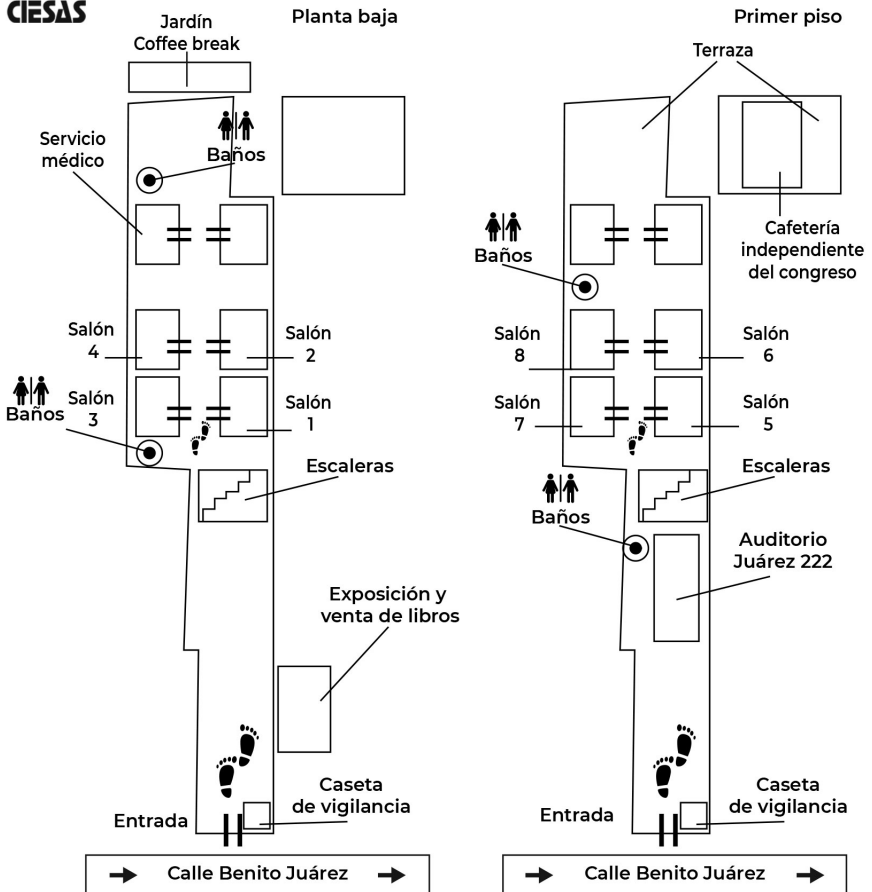 CIESAS
Planta baja
Jardín
Coffee break
Baños
Servicio
médico
Salón
4
Salón
2
Baños
Salón
3
Salón
1
Escaleras
Exposición y
venta de libros
Caseta
de vigilancia
Entrada
Calle Benito Juárez
Primer piso
Terraza
Cafetería
independiente
del congreso
Baños
Salón
8
Salón
6
Salón
7
Salón
5
Escaleras
Baños
Auditorio
Juárez 222
Caseta
de vigilancia
Entrada
Calle Benito Juárez